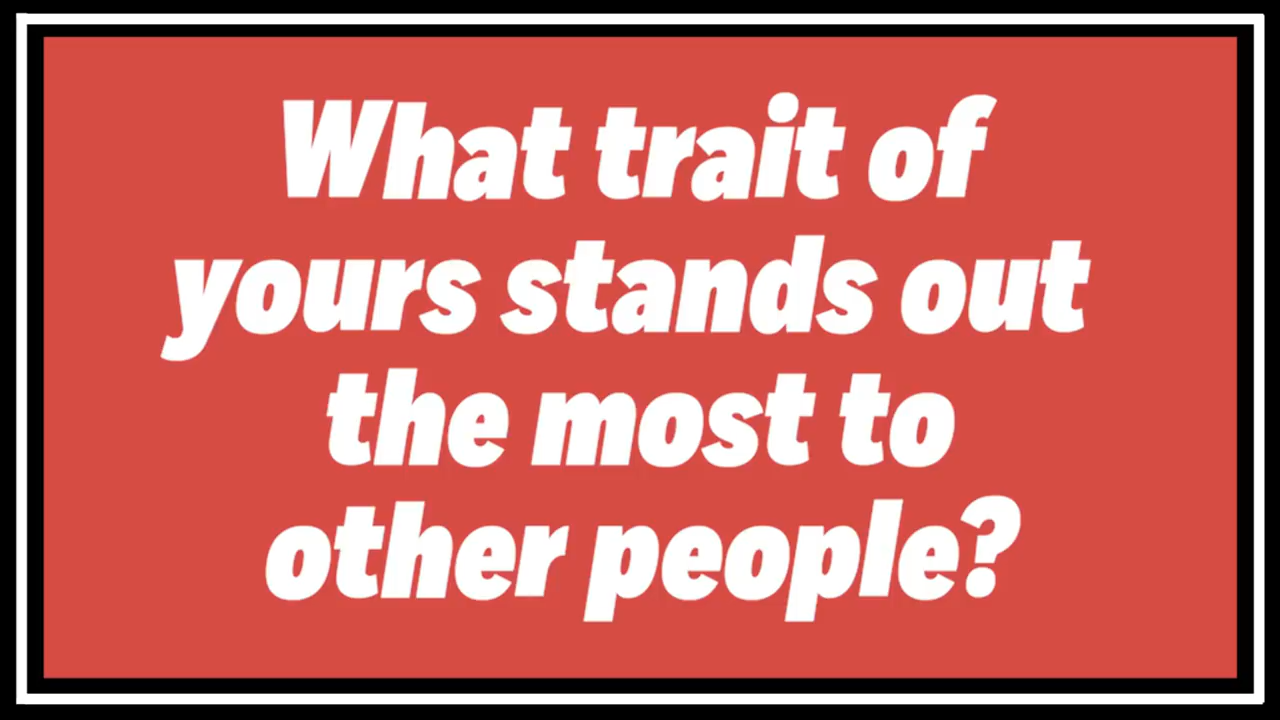 What trait of
yours stands out
the most to
other people?